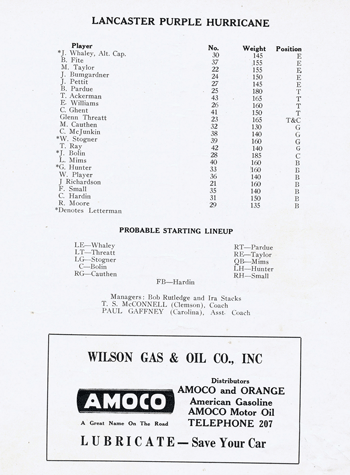 LANCASTER PURPLE HURRICANE
Player No. Weight Position
*J. Whaley, Alt. Cap. 30 145 E
B. Fite 37 155 E
M. Taylor 22 155 E
J. Bumgardner 24 150 E
J. Pettit 27 145 E
B. Pardue 25 180 T
T. Ackerman 43 165 T
E. Williams 26 160 T
C. Ghent 41 150 T
Glenn Threatt 23 165 T&C
M. Cauthen 32 130 G
C. McJunkin 38 140 G
*W. Stogner 39 160 G
T. Ray 42 140 G
*J. Bolin 28 185 C
L. Mims 40 160 B
*G. Hunter 33 160 B
W. Player 36 140 B
J Richardson 21 160 B
F. Small 35 140 B
C. Hardin 31 150 B
R. Moore 29 135 B
*Denotes Letterman
PROBABLE STARTING LINEUP
LE—Whaley RT—Pardue
LT—Threatt RE—Taylor
LG—Stogner QB—Mims
C—Bolin LH—Hunter
RG—Cauthen RH—Small
FB—Hardin
Managers: Bob Rutledge and Ira Stacks
T. S. McCONNELL (Clemson), Coach
PAUL GAFFNEY (Carolina), Asst. Coach
WILSON GAS & OIL CO., INC
AMOCO
A Great Name On The Road
Distributors
AMOCO and ORANGE
American Gasoline
AMOCO Motor Oil
TELEPHONE 207
LUBRICATE—Save Your Car